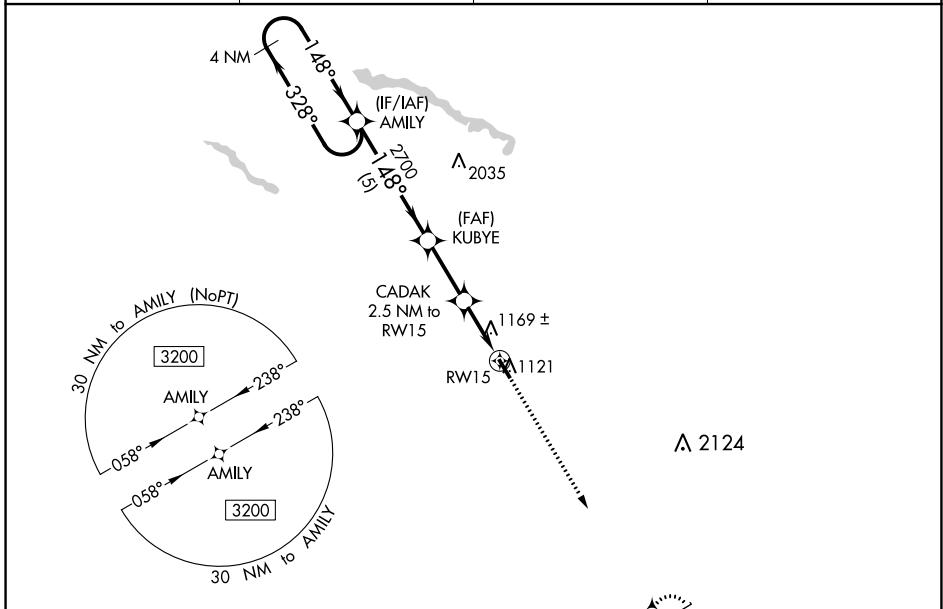 4 NM
148°
328°
(IF/IAF)
AMILY
2700
148°
(5)
2035
(FAF)
KUBYE
CADAK
2.5 NM to
RW15
1169 ±
RW15
1121
2124
30 NM to AMILY (NoPT)
3200
238°
AMILY
058°
238°
AMILY
058°
3200
30 NM to AMILY